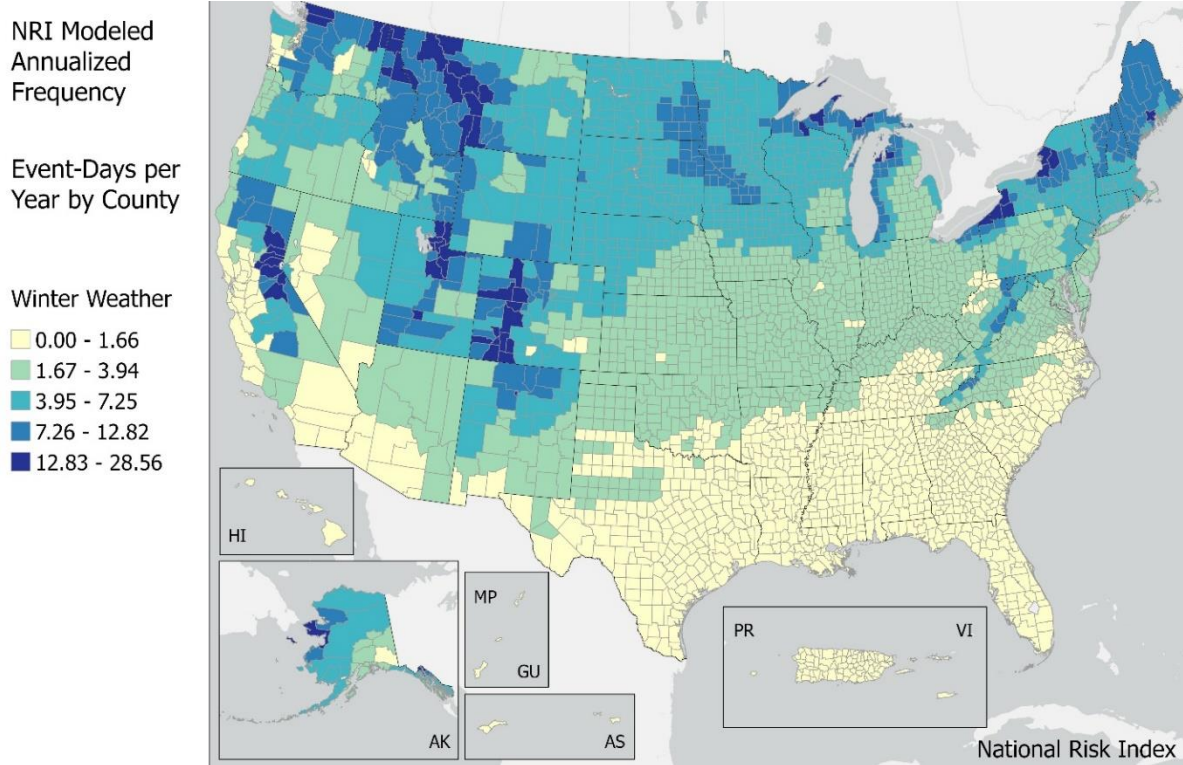 NRI Modeled
Annualized
Frequency
Event-Days per
Year by County
Winter Weather
0.00 - 1.66
1.67 - 3.94
3.95 - 7.25
7.26 - 12.82
12.83 - 28.56
HI
AK
MP
GU
AS
PR
VI
National Risk Index